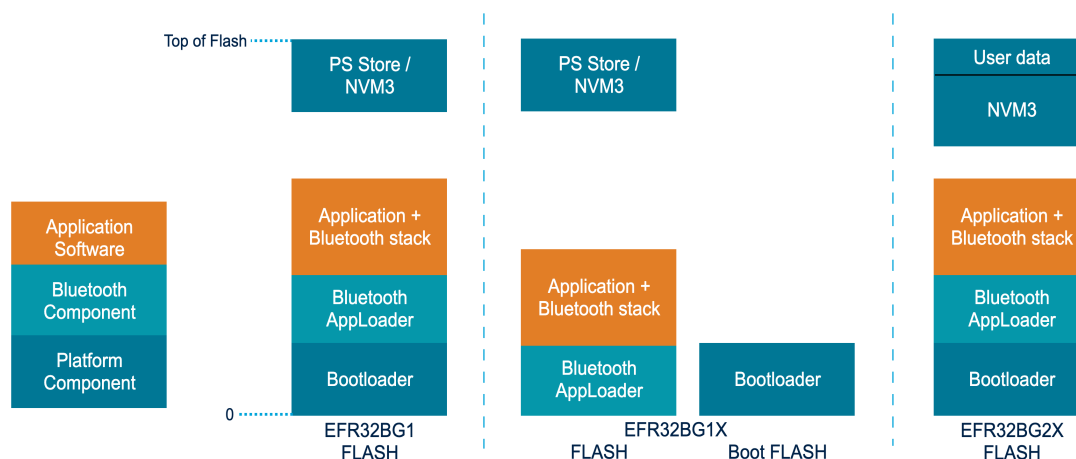 Top of Flash
PS Store /
NVM3
PS Store /
NVM3
User data
NVM3
Application
Software
Bluetooth
Component
Platform
Component
Application +
Bluetooth stack
Bluetooth
AppLoader
Bootloader
Application +
Bluetooth stack
Bluetooth
AppLoader
Bootloader
Application +
Bluetooth stack
Bluetooth
AppLoader
Bootloader
0
EFR32BG1
FLASH
EFR32BG1X
FLASH
Boot FLASH
EFR32BG2X
FLASH